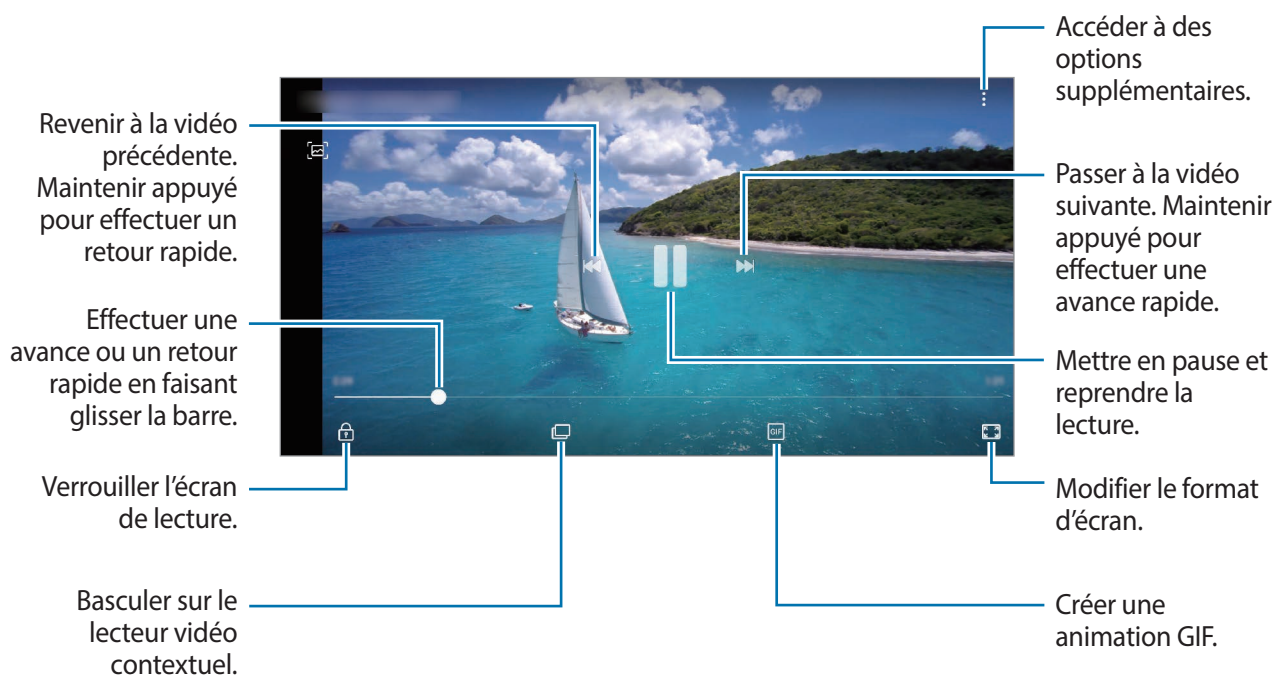 Accéder à des
options
supplémentaires.
Revenir à la vidéo
précédente.
Maintenir appuyé
pour effectuer un
retour rapide.
Passer à la vidéo
suivante. Maintenir
appuyé pour
effectuer une
avance rapide.
Effectuer une
avance ou un retour
rapide en faisant
glisser la barre.
Mettre en pause et
reprendre la
lecture.
GIF
Verrouiller l'écran
de lecture.
Modifier le format
d'écran.
Basculer sur le
lecteur vidéo
contextuel.
Créer une
animation GIF.